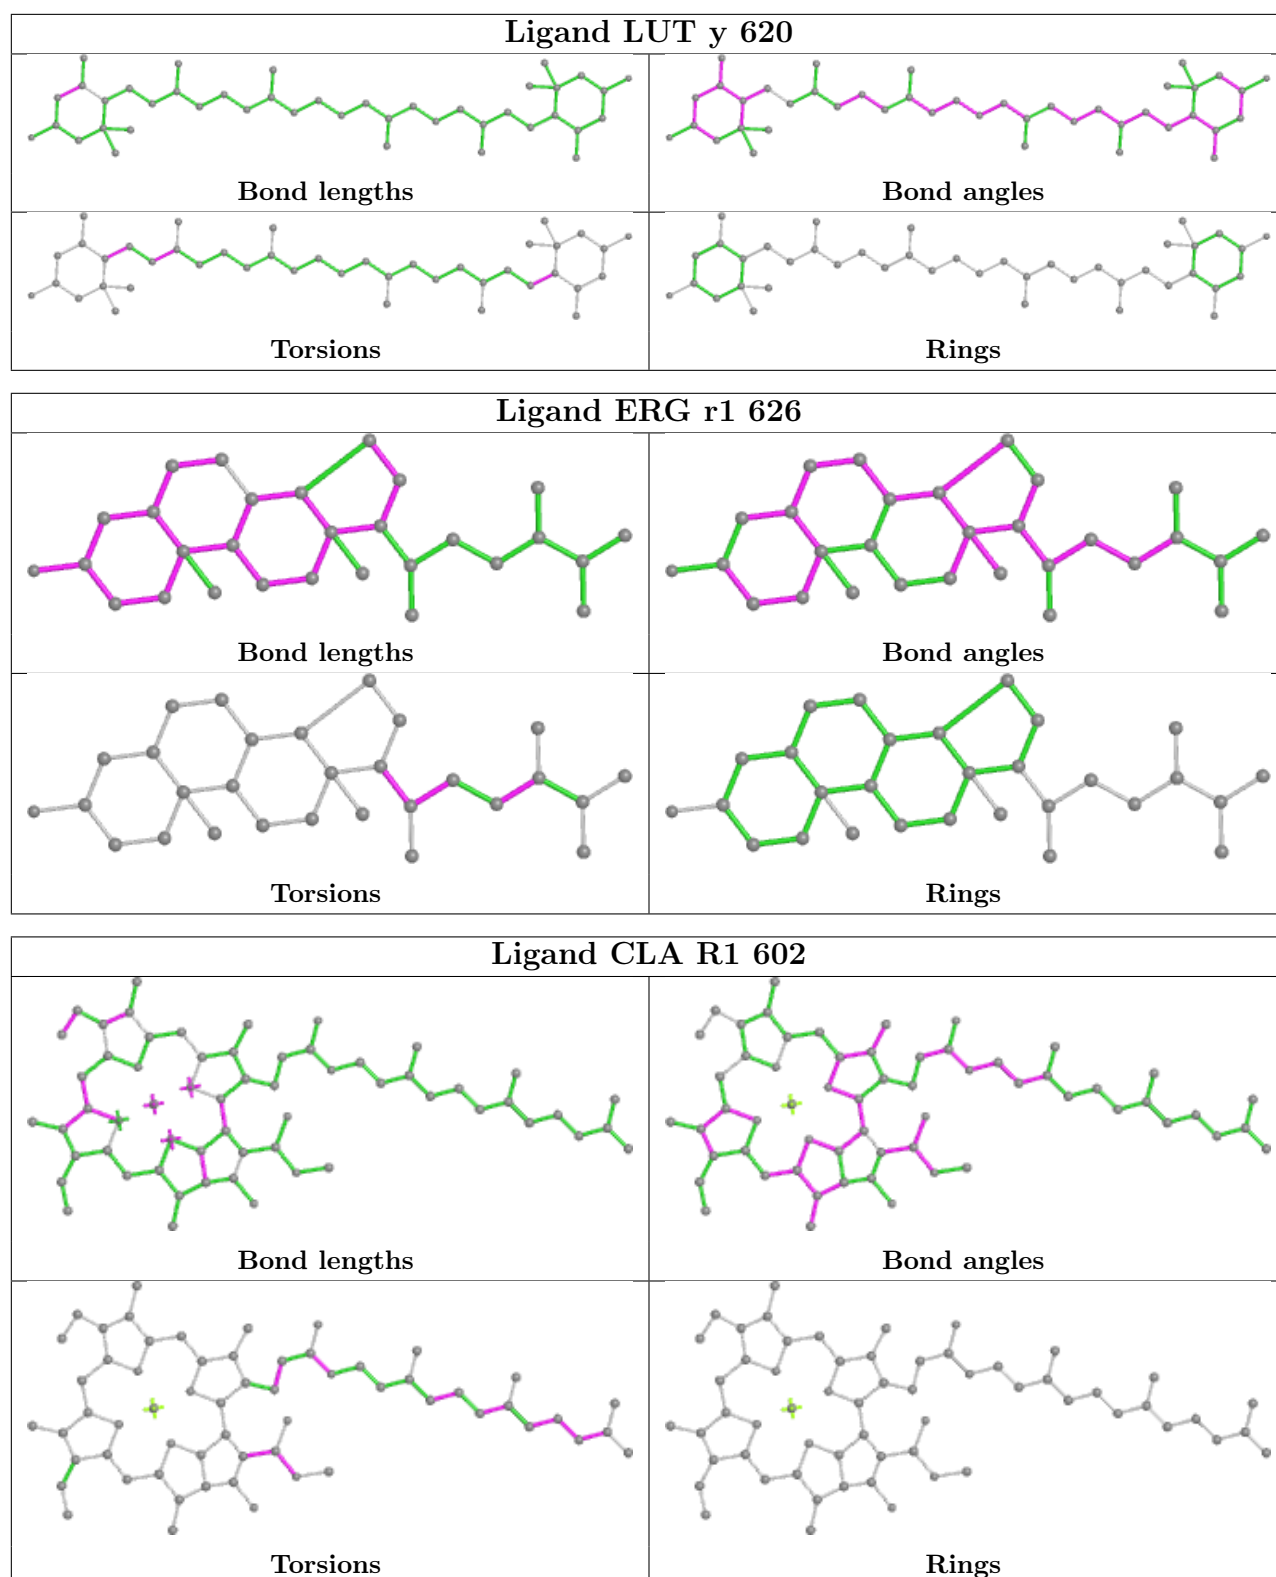 Ligand LUT y 620
Bond lengths
Bond angles
Torsions
Rings
Ligand ERG r1 626
Bond lengths
Bond angles
Torsions
Rings
Ligand CLA R1 602
Bond lengths
Bond angles
Torsions
Rings